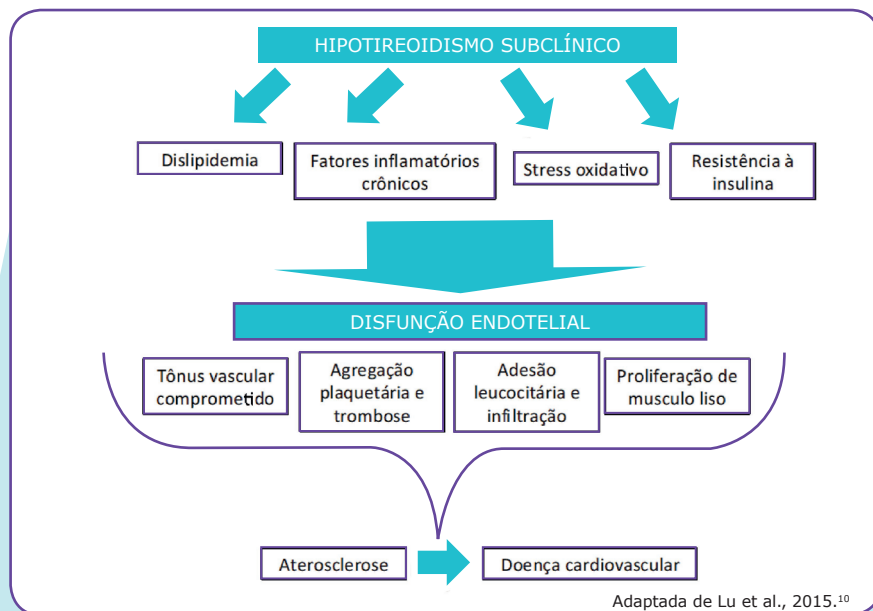 HIPOTIREOIDISMO SUBCLÍNICO
Dislipidemia
Fatores inflamatórios
crônicos
Stress oxidativo
Resistência à
insulina
DISFUNÇÃO ENDOTELIAL
Tônus vascular
comprometido
Agregação
plaquetária e
trombose
Adesão
leucocitária e
infiltração
Proliferação de
musculo liso
Aterosclerose
Doença cardiovascular
Adaptada de Lu et al., 2015.¹⁰